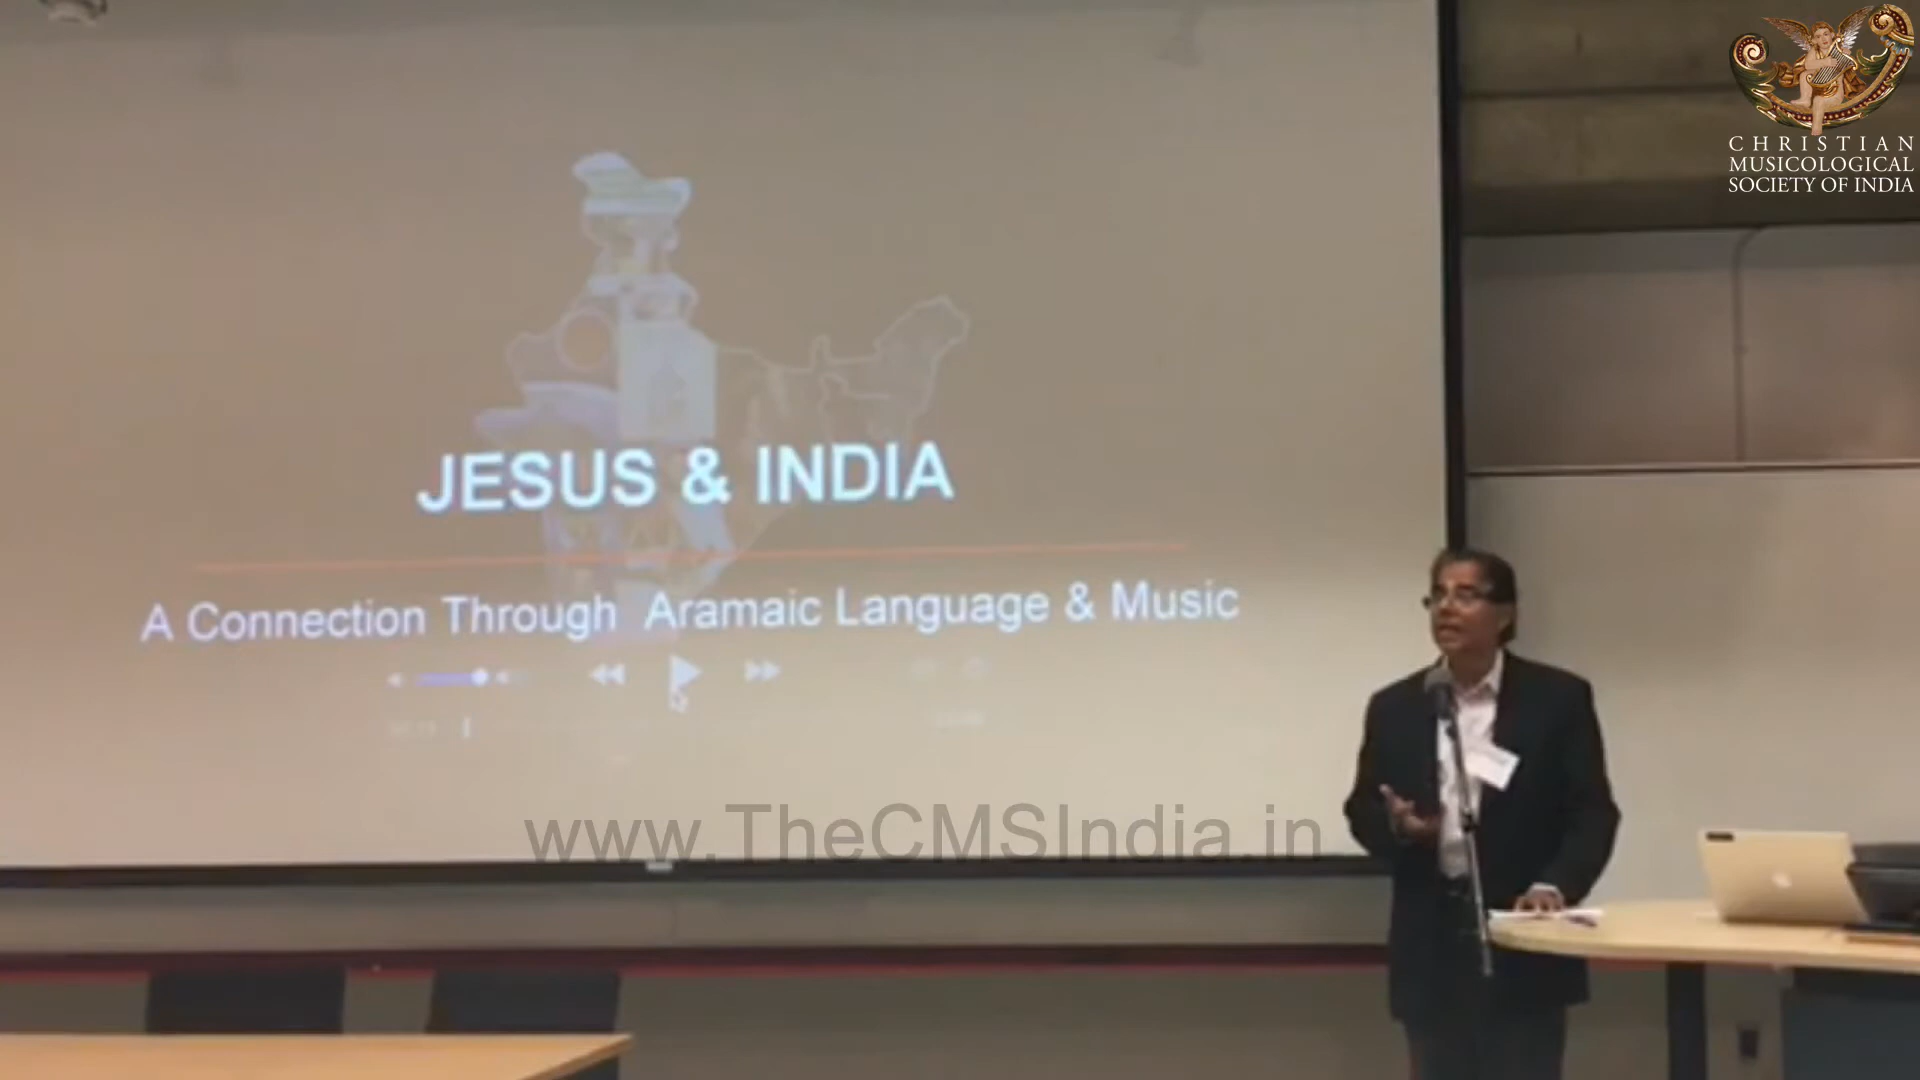 CHRISTIAN
MUSICOLOGICAL
SOCIETY OF INDIA
JESUS & INDIA
A Connection Through Aramaic Language & Music
www.TheCMSIndia.in